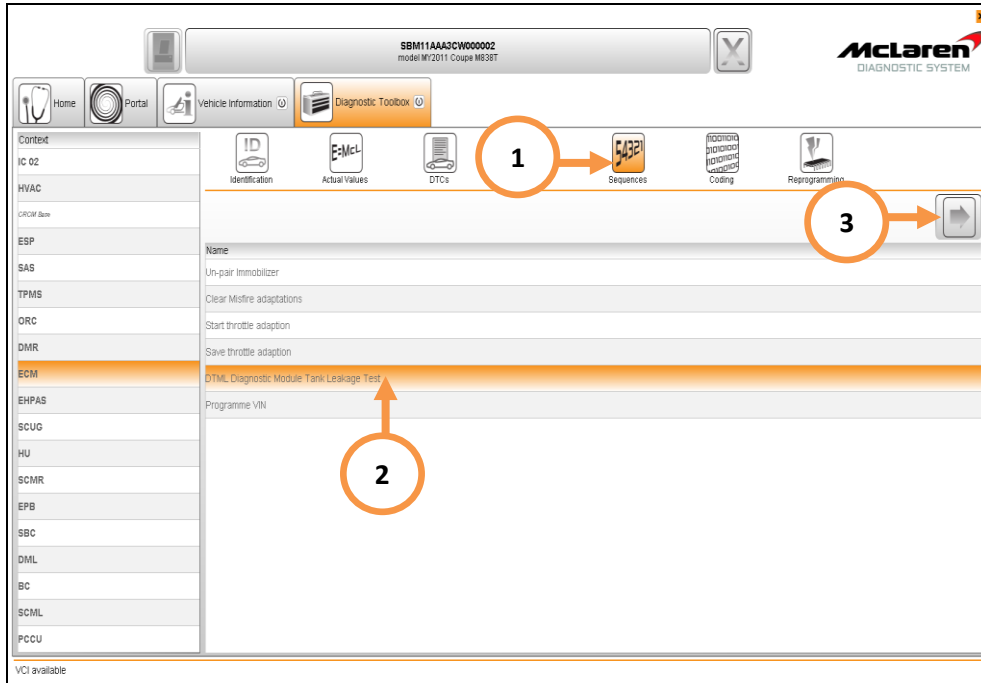 SBM11AAA3CW000002
model MY2011 Coupe M838T
X
McLaren
DIAGNOSTIC SYSTEM
Home
Portal
Vehicle Information
Diagnostic Toolbox
Context
IC 02
HVAC
CRCM Base
ESP
SAS
TPMS
ORC
DMR
ECM
EHPAS
SCUG
HU
SCMR
EPB
SBC
DML
BC
SCML
PCCU
ID
Identification
E:McL
Actual Values
DTCs
1
54321
Sequences
Coding
Reprogramming
3
Name
Un-pair Immobilizer
Clear Misfire adaptations
Start throttle adaption
Save throttle adaption
DTML Diagnostic Module Tank Leakage Test
Programme VIN
2
VCI available